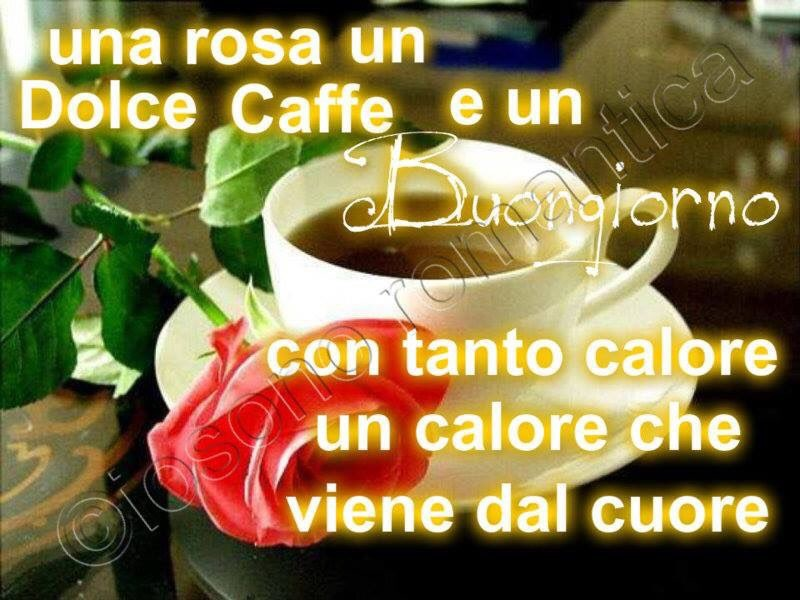 una rosa un
Dolce Caffe e un
Buongiorno
con tanto calore
un calore che
viene dal cuore
©iosono romantica